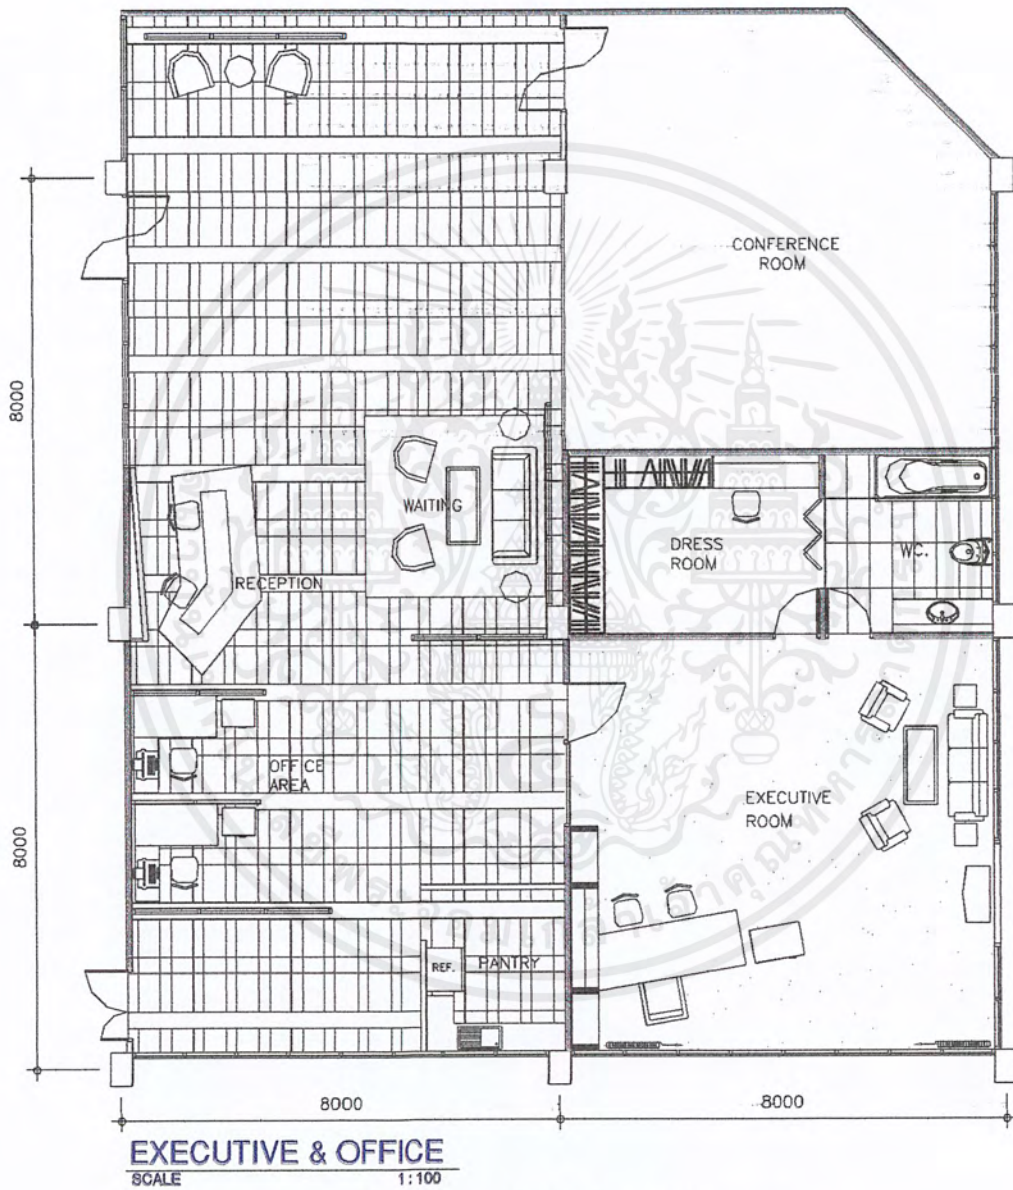 CONFERENCE
ROOM
8000
WAITING
DRESS
ROOM
WC.
RECEPTION
OFFICE
AREA
EXECUTIVE
ROOM
8000
REF.
PANTRY
8000
8000
EXECUTIVE & OFFICE
SCALE 1:100